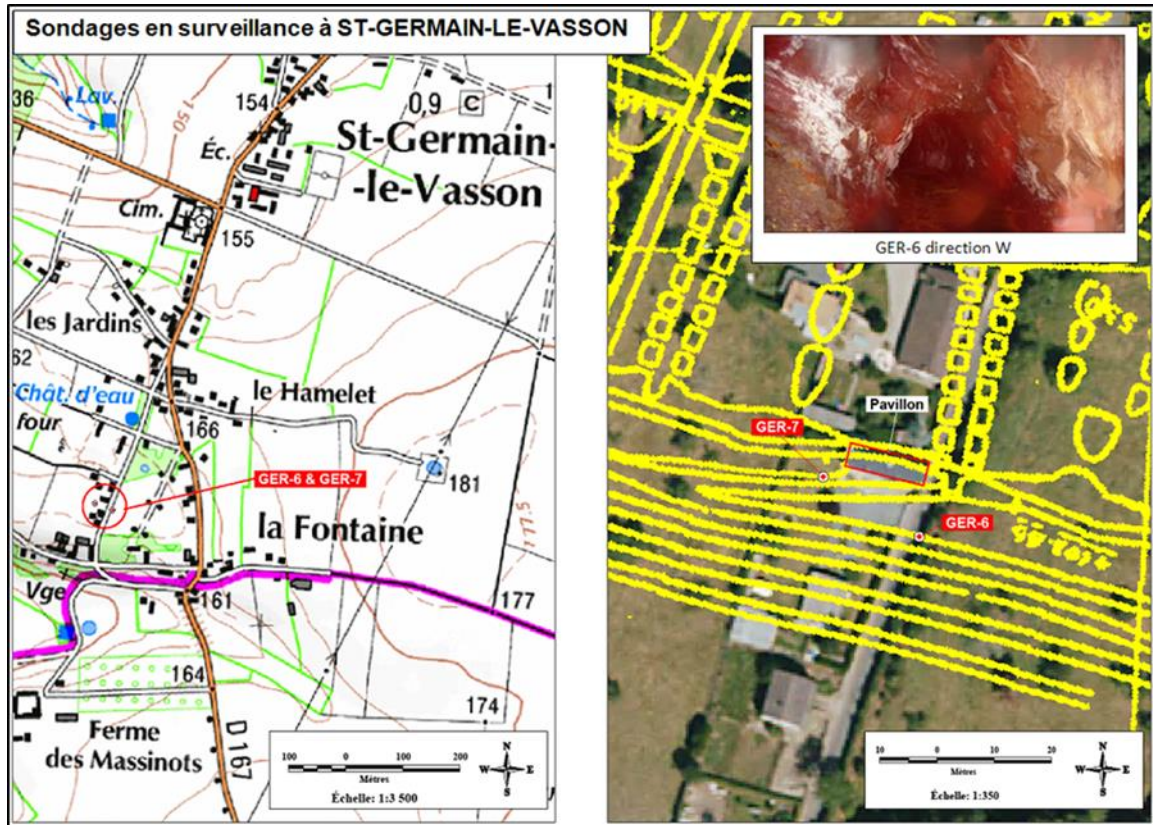 Sondages en surveillance à ST-GERMAIN-LE-VASSON
36
Lav.
150
154
0,9
C
1
St-Germain-
-le-Vasson
Éc.
Cim.
155
les Jardins
62
Chât. d'eau
four
166
le Hamelet
181
GER-6 & GER-7
177,5
la Fontaine
Vge
161
177
164
174
Ferme
des Massinots
D 167
100 0 100 200
Mètres
Échelle: 1:3 500
N
W E
S
GER-6 direction W
Pavillon
GER-7
GER-6
10 0 10 20
Mètres
Échelle: 1:350
N
W E
S